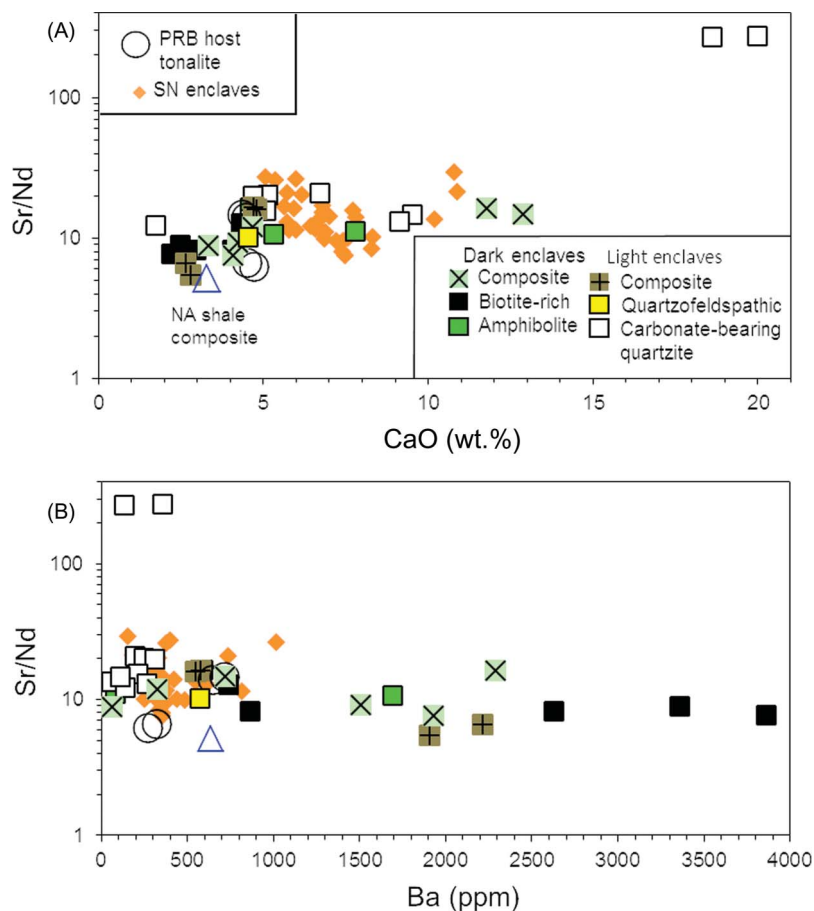 (A)
PRB host
tonalite
SN enclaves
100
10
1
Sr/Nd
NA shale
composite
Dark enclaves
Composite
Biotite-rich
Amphibolite
Light enclaves
Composite
Quartzofeldspathic
Carbonate-bearing
quartzite
0 5 10 15 20
CaO (wt.%)
(B)
100
10
1
Sr/Nd
0 500 1000 1500 2000 2500 3000 3500 4000
Ba (ppm)